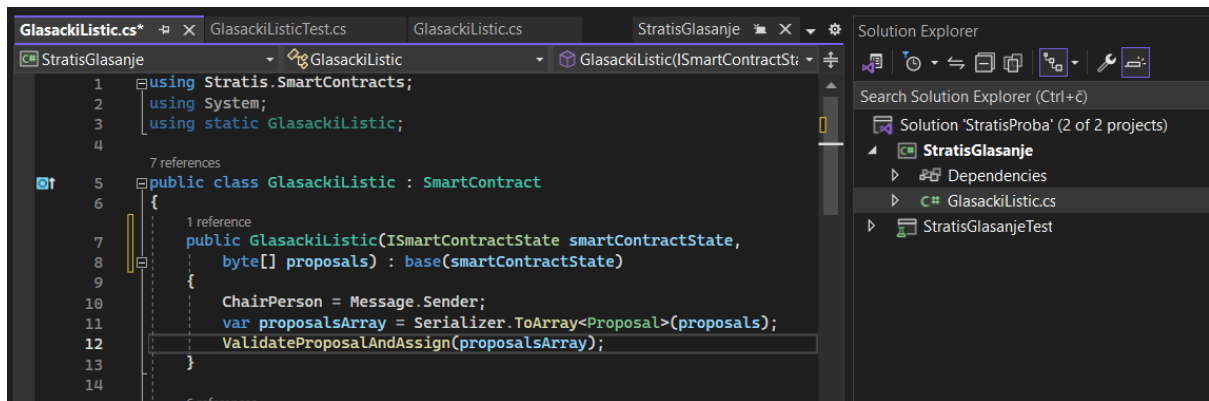 GlasackiListic.cs* GlasackiListicTest.cs GlasackiListic.cs StratisGlasanje
Solution Explorer
StratisGlasanje GlasackiListic GlasackiListic(ISmartContractSta
Search Solution Explorer (Ctrl+č)
Solution 'StratisProba' (2 of 2 projects)
StratisGlasanje
Dependencies
C# GlasackiListic.cs
StratisGlasanjeTest
1 using Stratis.SmartContracts;
2 using System;
3 using static GlasackiListic;
4
7 references
5 public class GlasackiListic : SmartContract
6 {
1 reference
7 public GlasackiListic(ISmartContractState smartContractState,
8 byte[] proposals) : base(smartContractState)
9 {
10 ChairPerson = Message.Sender;
11 var proposalsArray = Serializer.ToArray<Proposal>(proposals);
12 ValidateProposalAndAssign(proposalsArray);
13 }
14